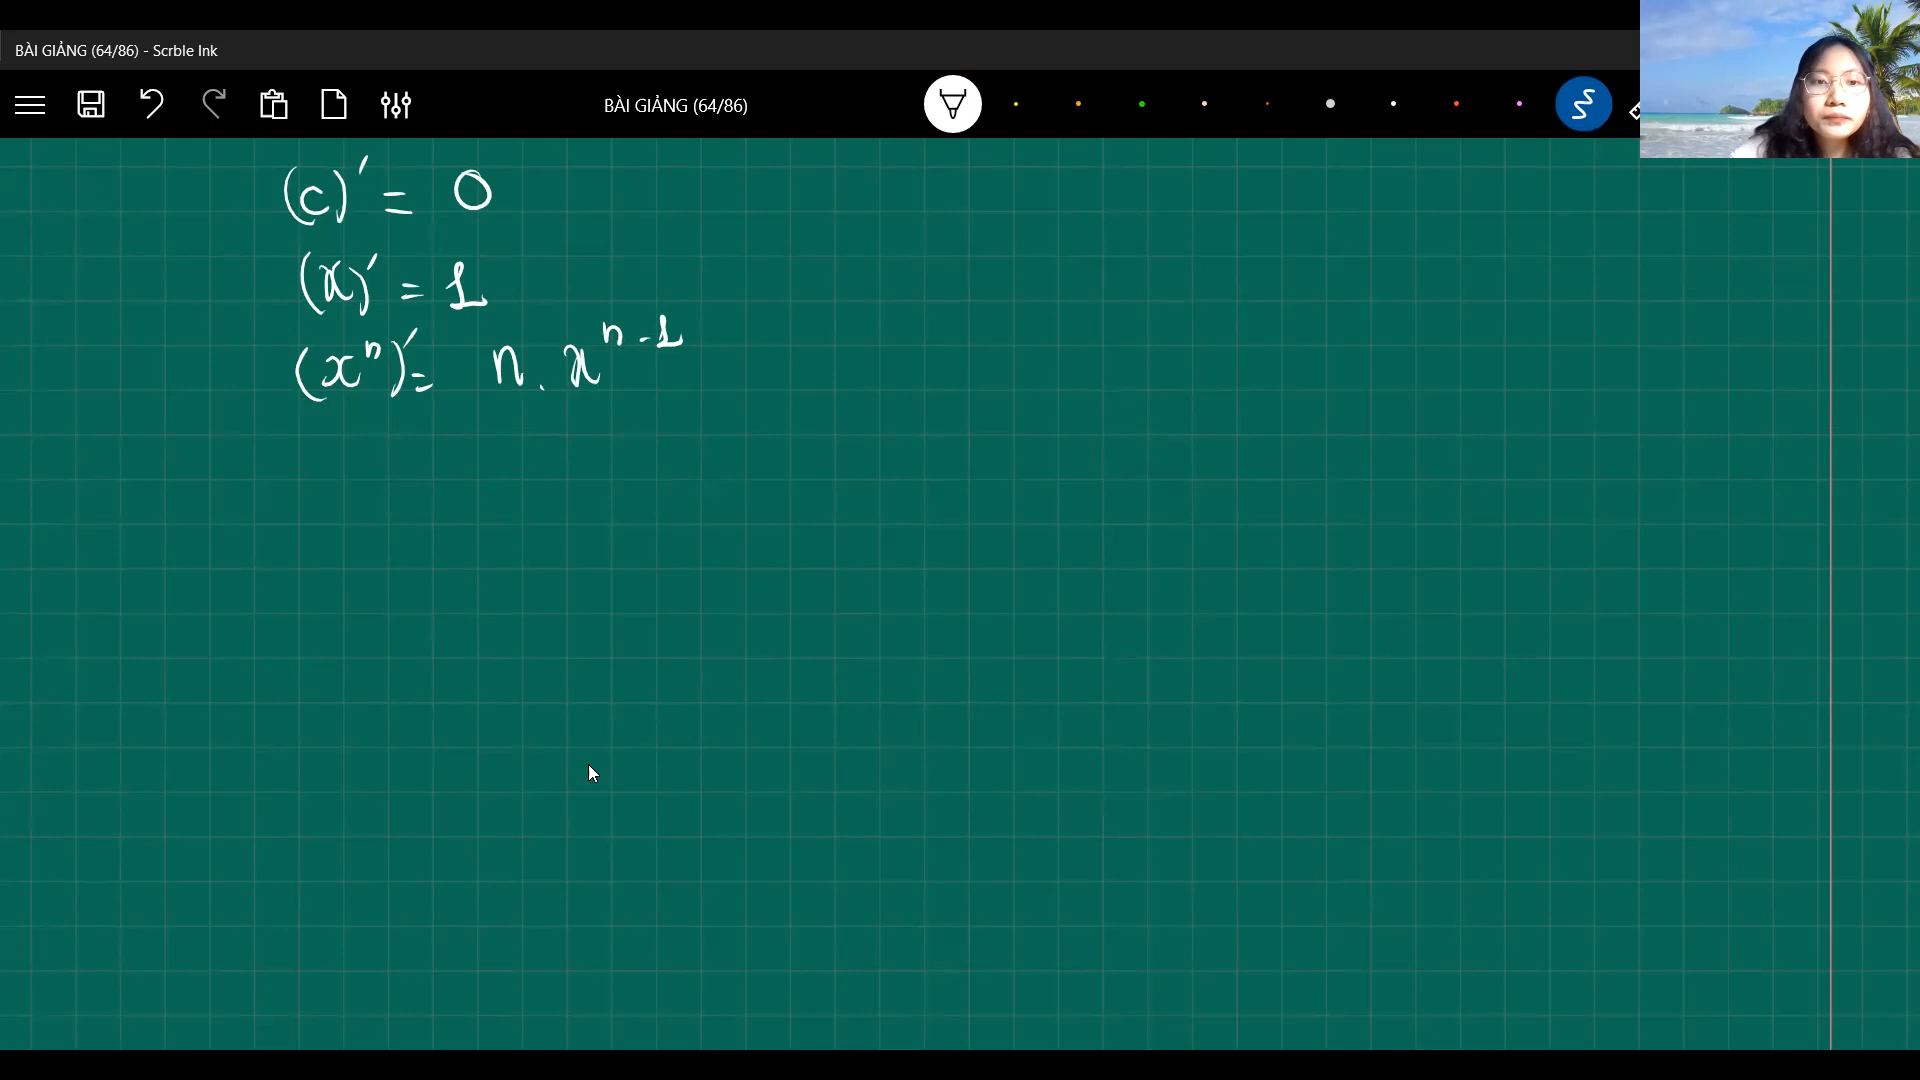 BÀI GIẢNG (64/86) - Scrble Ink
BÀI GIẢNG (64/86)
(c)' = 0
(x)' = 1
(xⁿ)' = n . xⁿ⁻¹